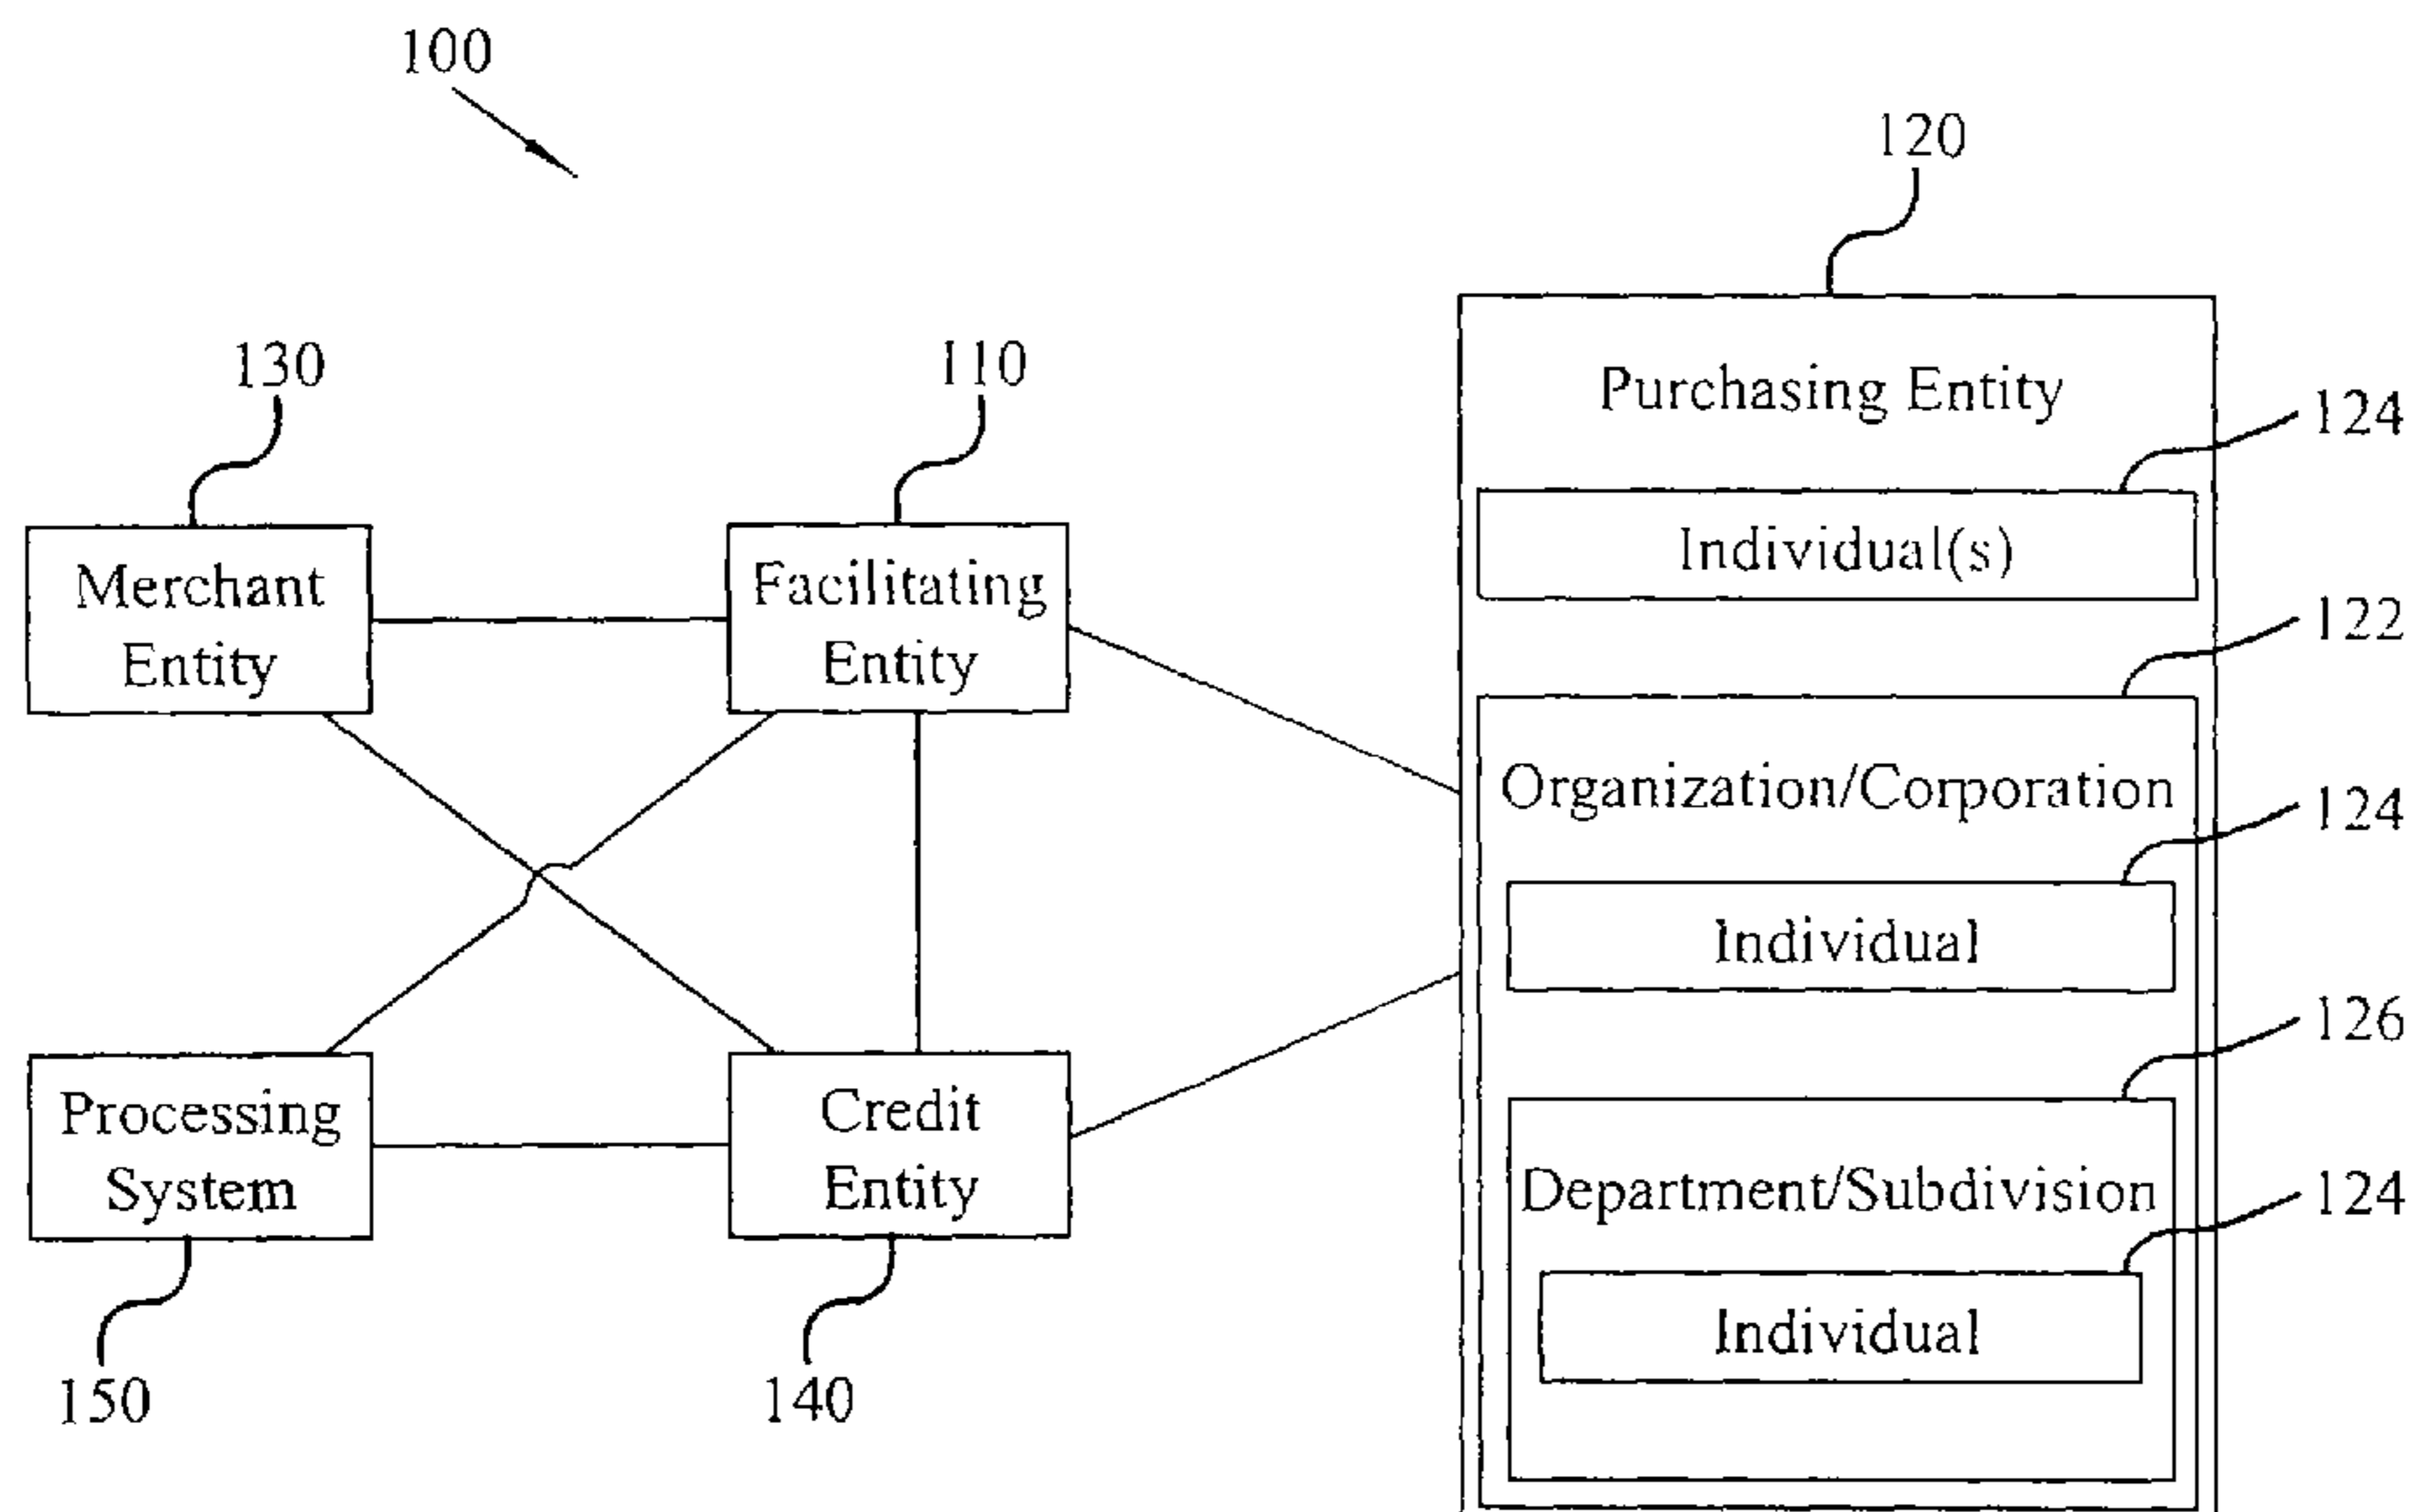 100
120
130
110
Purchasing Entity
124
Individual(s)
122
Merchant
Entity
Facilitating
Entity
Organization/Corporation
124
Individual
126
Processing
System
Credit
Entity
Department/Subdivision
124
Individual
150
140